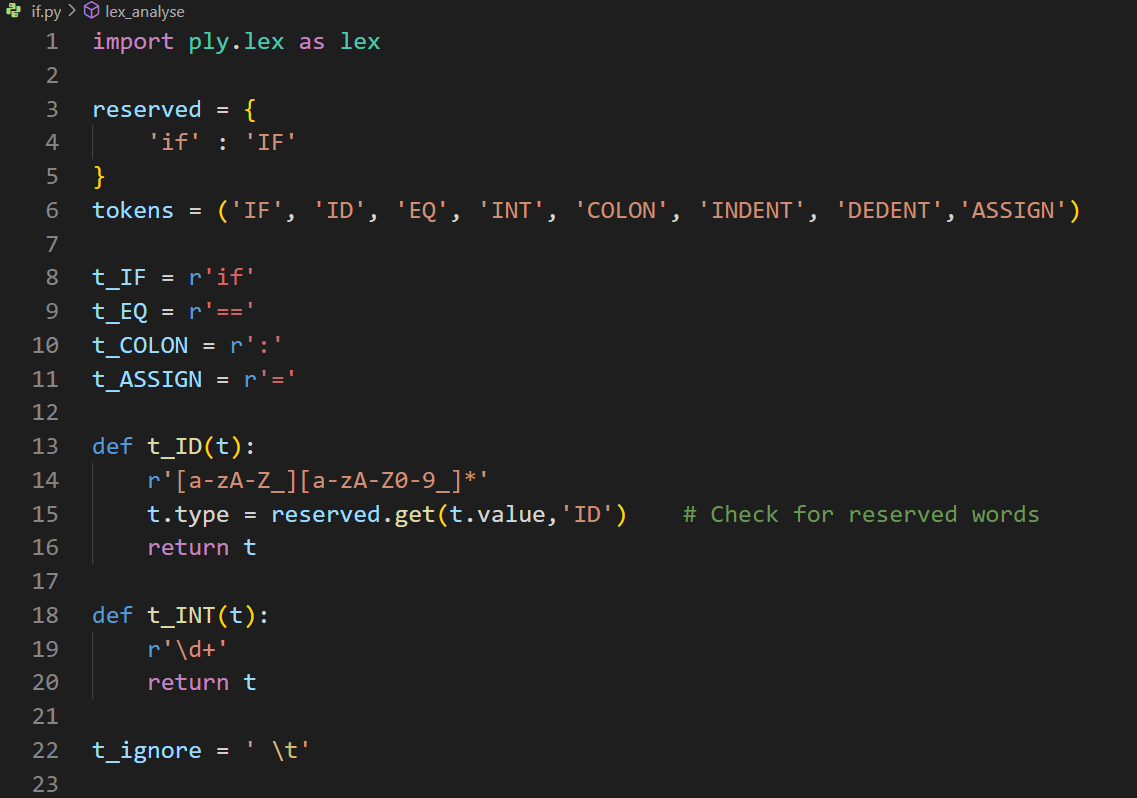 if.py > lex_analyse
1 import ply.lex as lex
2
3 reserved = {
4     'if' : 'IF'
5 }
6 tokens = ('IF', 'ID', 'EQ', 'INT', 'COLON', 'INDENT', 'DEDENT','ASSIGN')
7
8 t_IF = r'if'
9 t_EQ = r'=='
10 t_COLON = r':'
11 t_ASSIGN = r'='
12
13 def t_ID(t):
14     r'[a-zA-Z_][a-zA-Z0-9_]*'
15     t.type = reserved.get(t.value,'ID')    # Check for reserved words
16     return t
17
18 def t_INT(t):
19     r'\d+'
20     return t
21
22 t_ignore = ' \t'
23